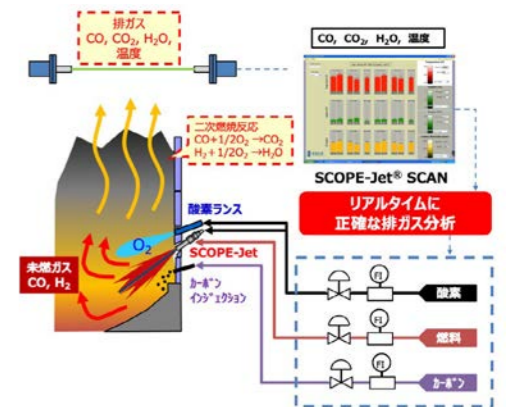 排ガス
CO, CO₂, H₂O,
温度
CO, CO₂, H₂O, 温度
二次燃焼反応
CO+1/2O₂ →CO₂
H₂+1/2O₂ →H₂O
SCOPE-Jet® SCAN
リアルタイムに
正確な排ガス分析
酸素ランス
O₂
SCOPE-Jet
未燃ガス
CO, H₂
ｶｰﾎﾞﾝ
ｲﾝｼﾞｪｸｼｮﾝ
FI
酸素
FI
燃料
FI
ｶｰﾎﾞﾝ